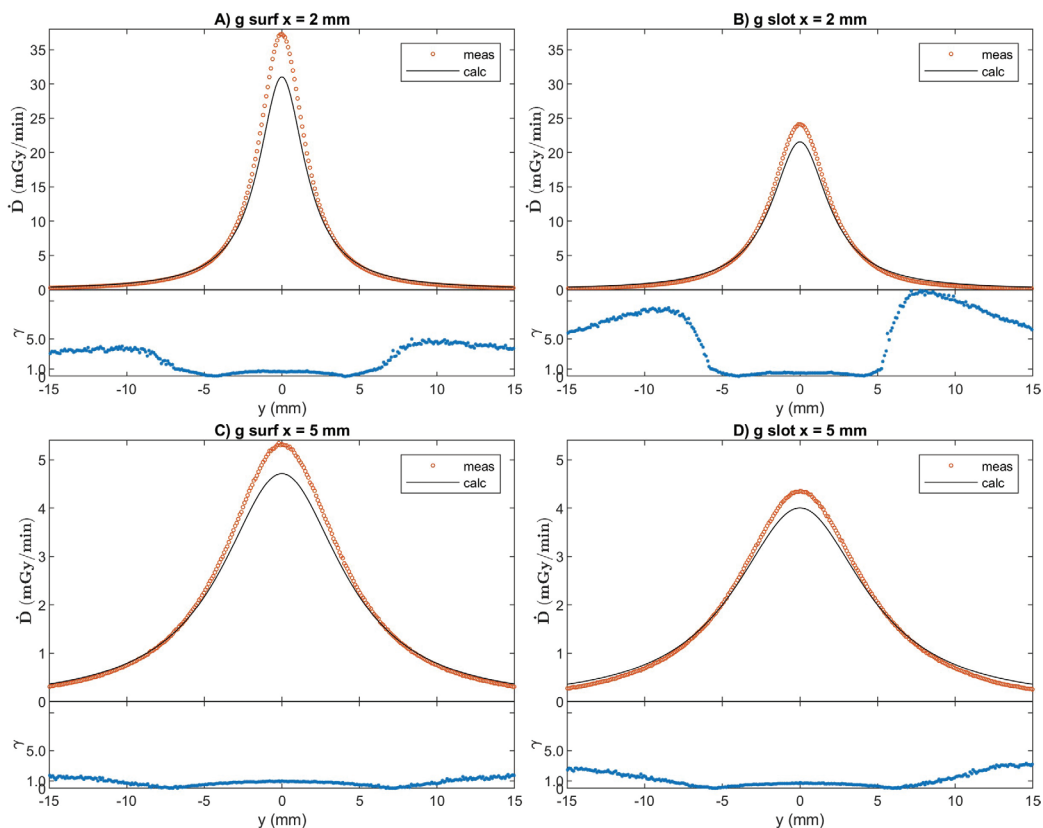 A) g surf x = 2 mm
35
30
25
20
15
10
5
0
Ḋ (mGy/min)
meas
calc
5.0
1.0
0
γ
-15 -10 -5 0 5 10 15
y (mm)
B) g slot x = 2 mm
35
30
25
20
15
10
5
0
Ḋ (mGy/min)
meas
calc
5.0
1.0
0
γ
-15 -10 -5 0 5 10 15
y (mm)
C) g surf x = 5 mm
5
4
3
2
1
0
Ḋ (mGy/min)
meas
calc
5.0
1.0
0
γ
-15 -10 -5 0 5 10 15
y (mm)
D) g slot x = 5 mm
5
4
3
2
1
0
Ḋ (mGy/min)
meas
calc
5.0
1.0
0
γ
-15 -10 -5 0 5 10 15
y (mm)